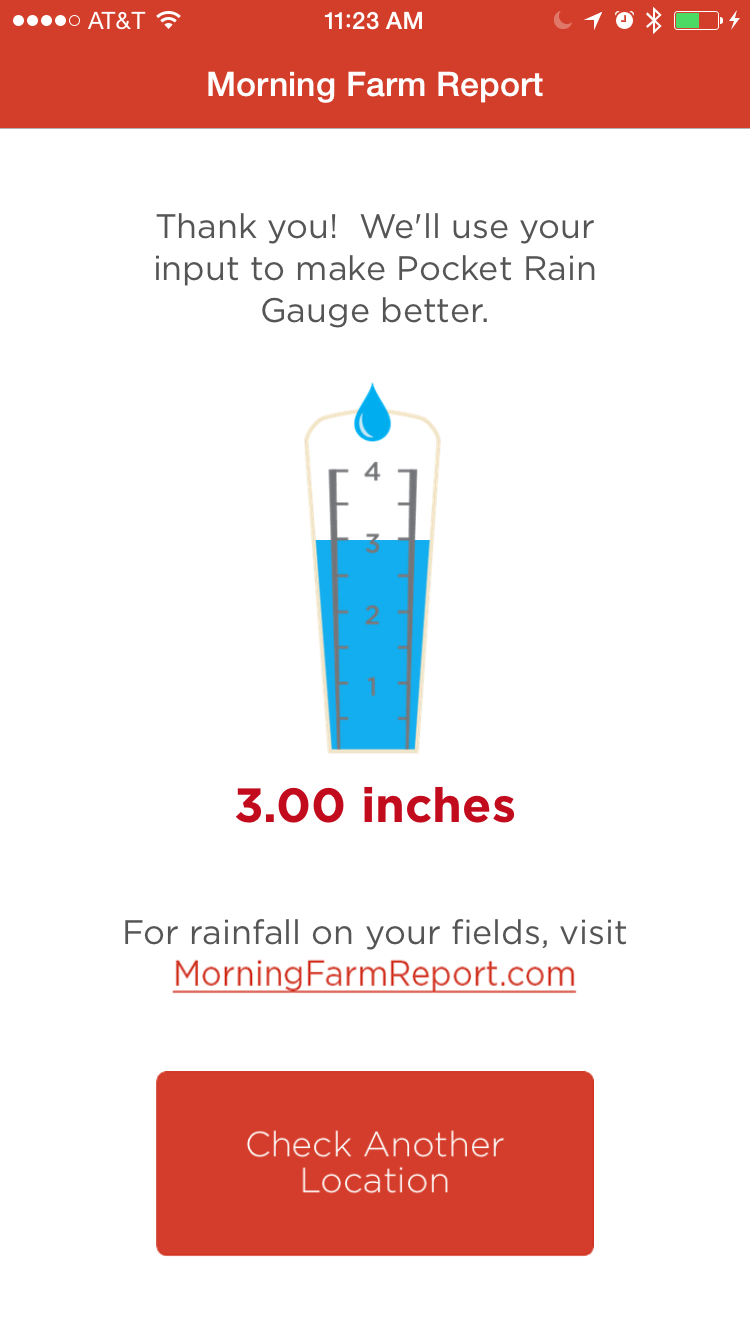 AT&T 11:23 AM
Morning Farm Report
Thank you!  We'll use your
input to make Pocket Rain
Gauge better.
4
3
2
1
3.00 inches
For rainfall on your fields, visit
MorningFarmReport.com
Check Another
Location